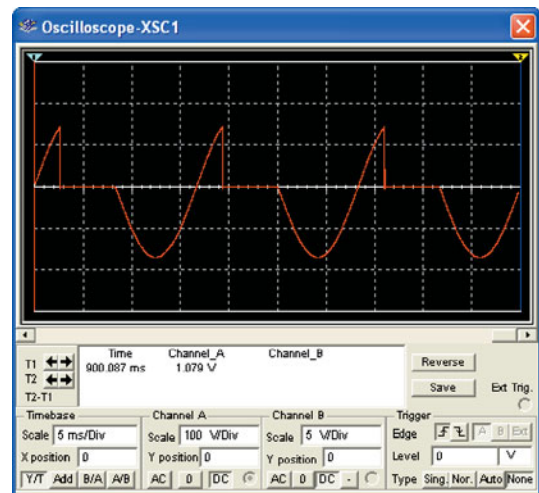 Oscilloscope-XSC1
1
2
Time Channel_A Channel_B
T1 900.087 ms 1.079 V
T2
T2-T1
Reverse
Save
Ext Trig.
Timebase Channel A Channel B Trigger
Scale 5 ms/Div Scale 100 V/Div Scale 5 V/Div Edge A B Ext
X position 0 Y position 0 Y position 0 Level 0 V
Y/T Add B/A A/B AC 0 DC AC 0 DC - Type Sing. Nor. Auto None